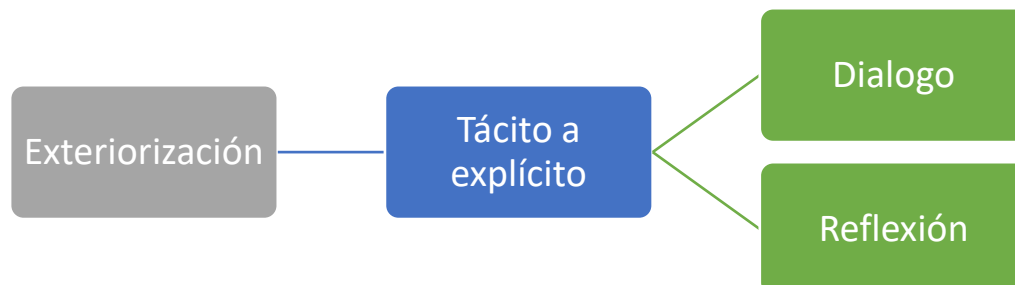 Exteriorización
Tácito a
explícito
Dialogo
Reflexión